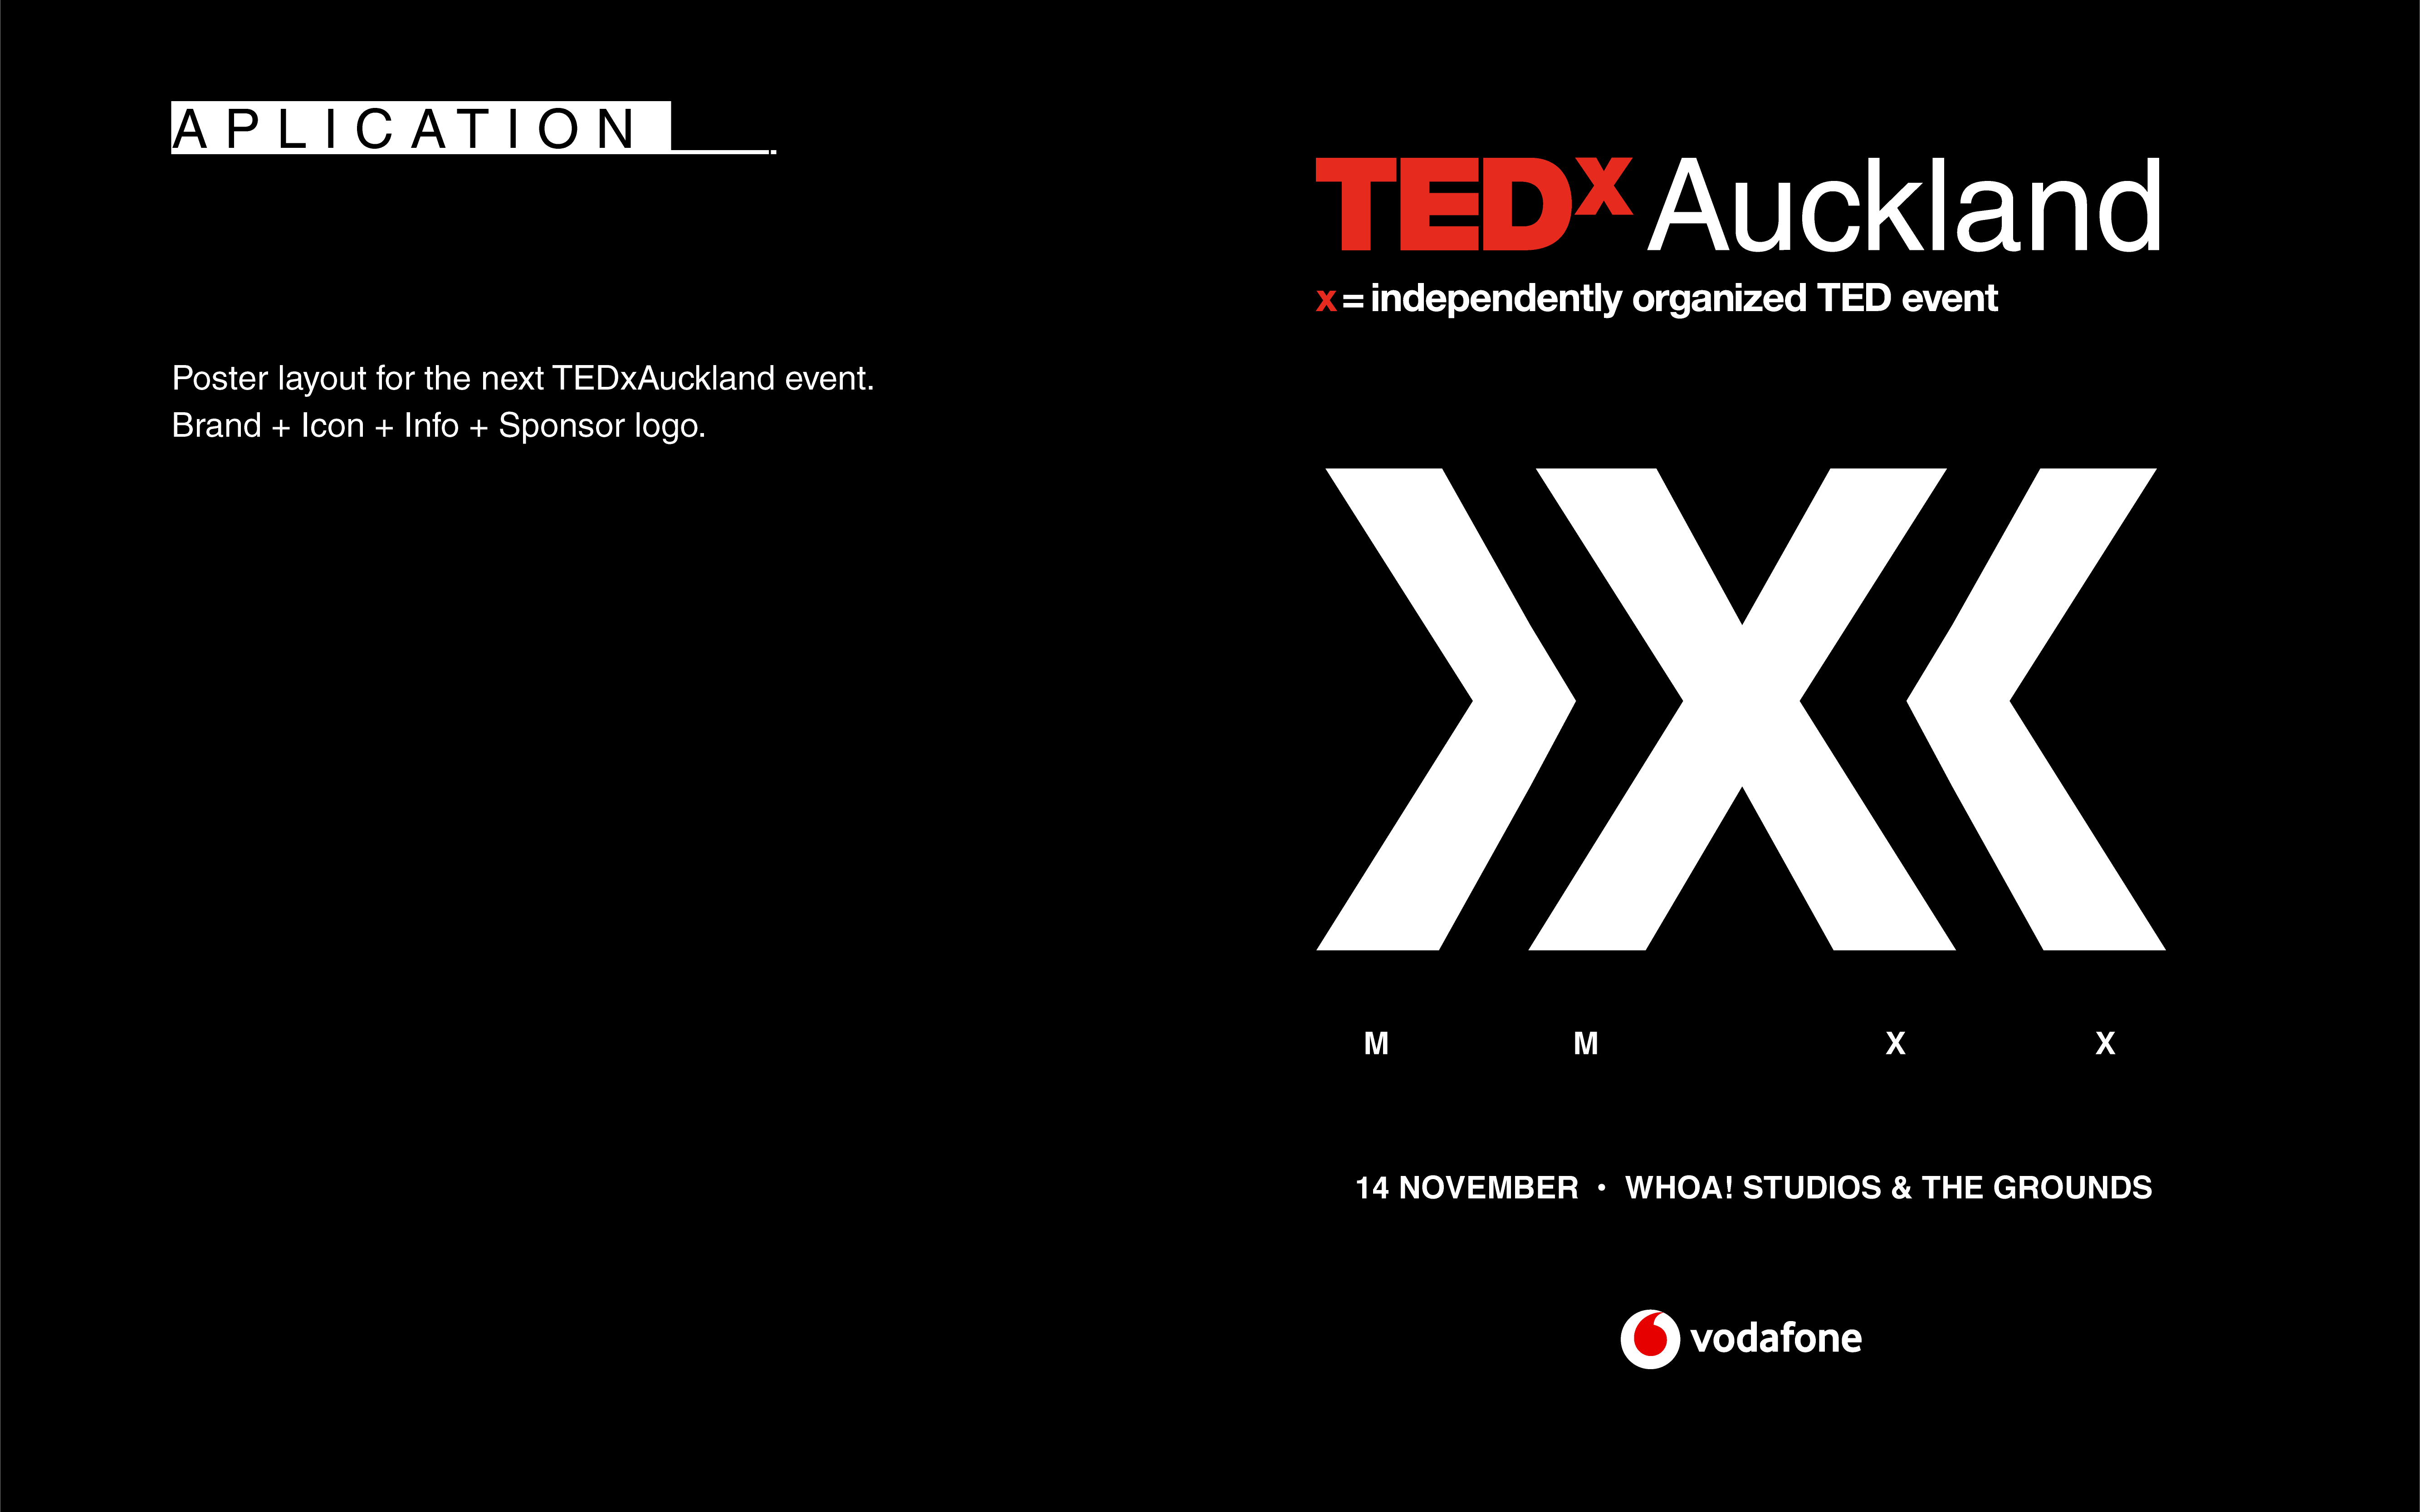 APLICATION
Poster layout for the next TEDxAuckland event.
Brand + Icon + Info + Sponsor logo.
TEDx Auckland
x = independently organized TED event
X
M M X X
14 NOVEMBER • WHOA! STUDIOS & THE GROUNDS
vodafone